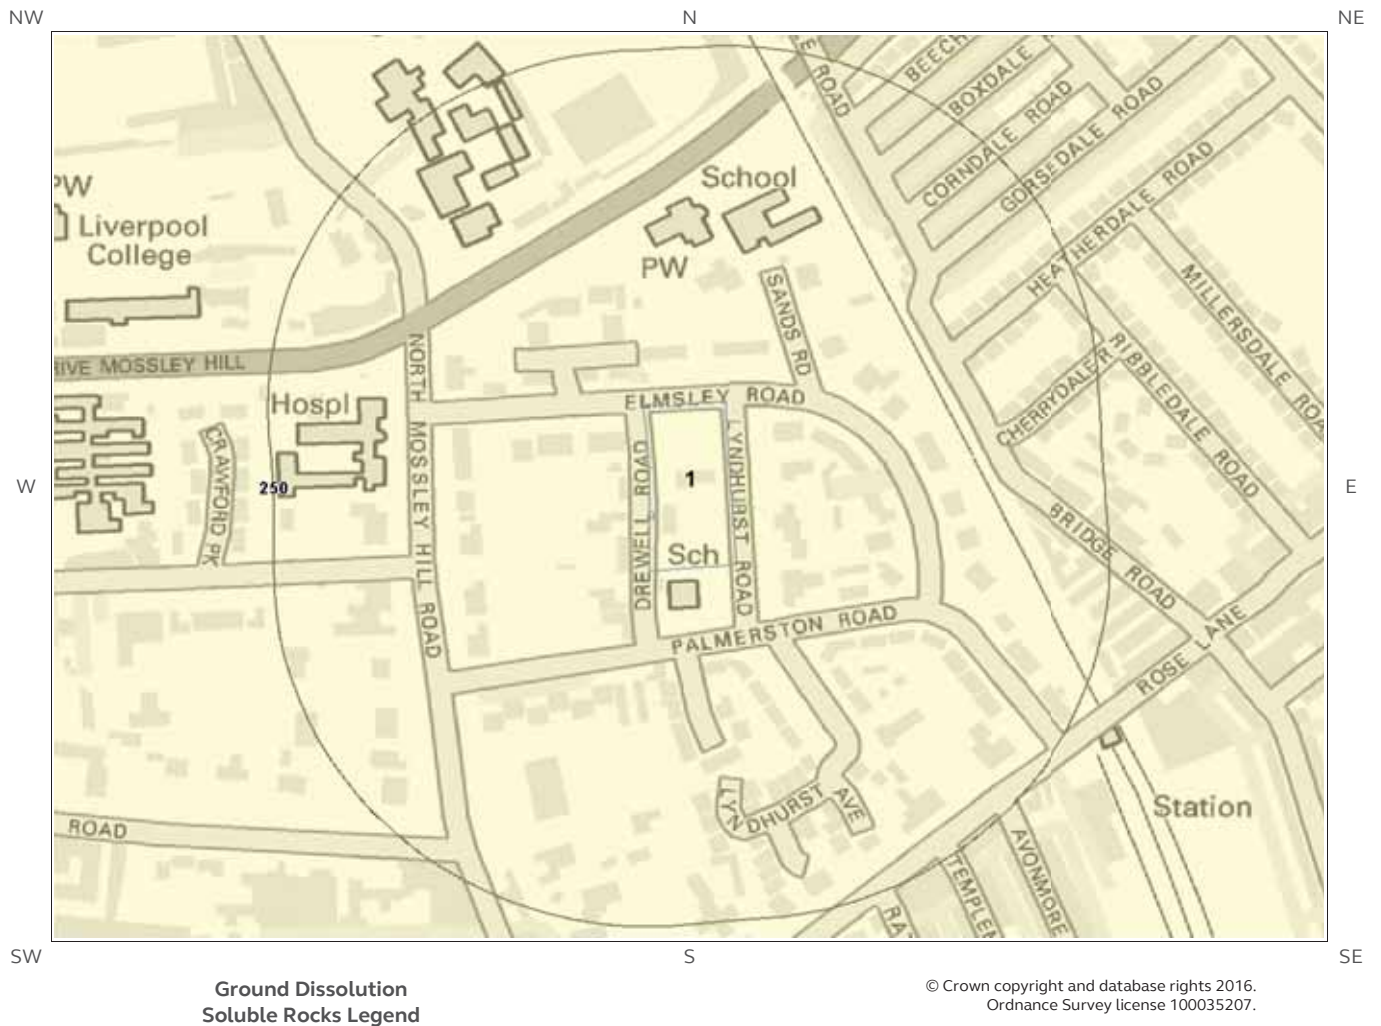 NW
N
NE
BEECH
BOXDALE
CORNDALE ROAD
GORSEDALE ROAD
E ROAD
HEATHERDALE ROAD
School
PW
Liverpool
College
PW
SANDS RD
MILLERSDALE ROA
RIVE MOSSLEY HILL
NORTH MOSSLEY HILL ROAD
RIBBLEDALE ROAD
CHERRYDALE R
ELMSLEY ROAD
Hospl
CRAWFORD PK
W
250
DREWELL ROAD
1
LYNDHURST ROAD
E
BRIDGE ROAD
Sch
PALMERSTON ROAD
ROSE LANE
LYNDHURST AVE
Station
ROAD
AVONMORE
TEMPLEM
RA
SW
S
SE
Ground Dissolution
Soluble Rocks Legend
© Crown copyright and database rights 2016.
Ordnance Survey license 100035207.